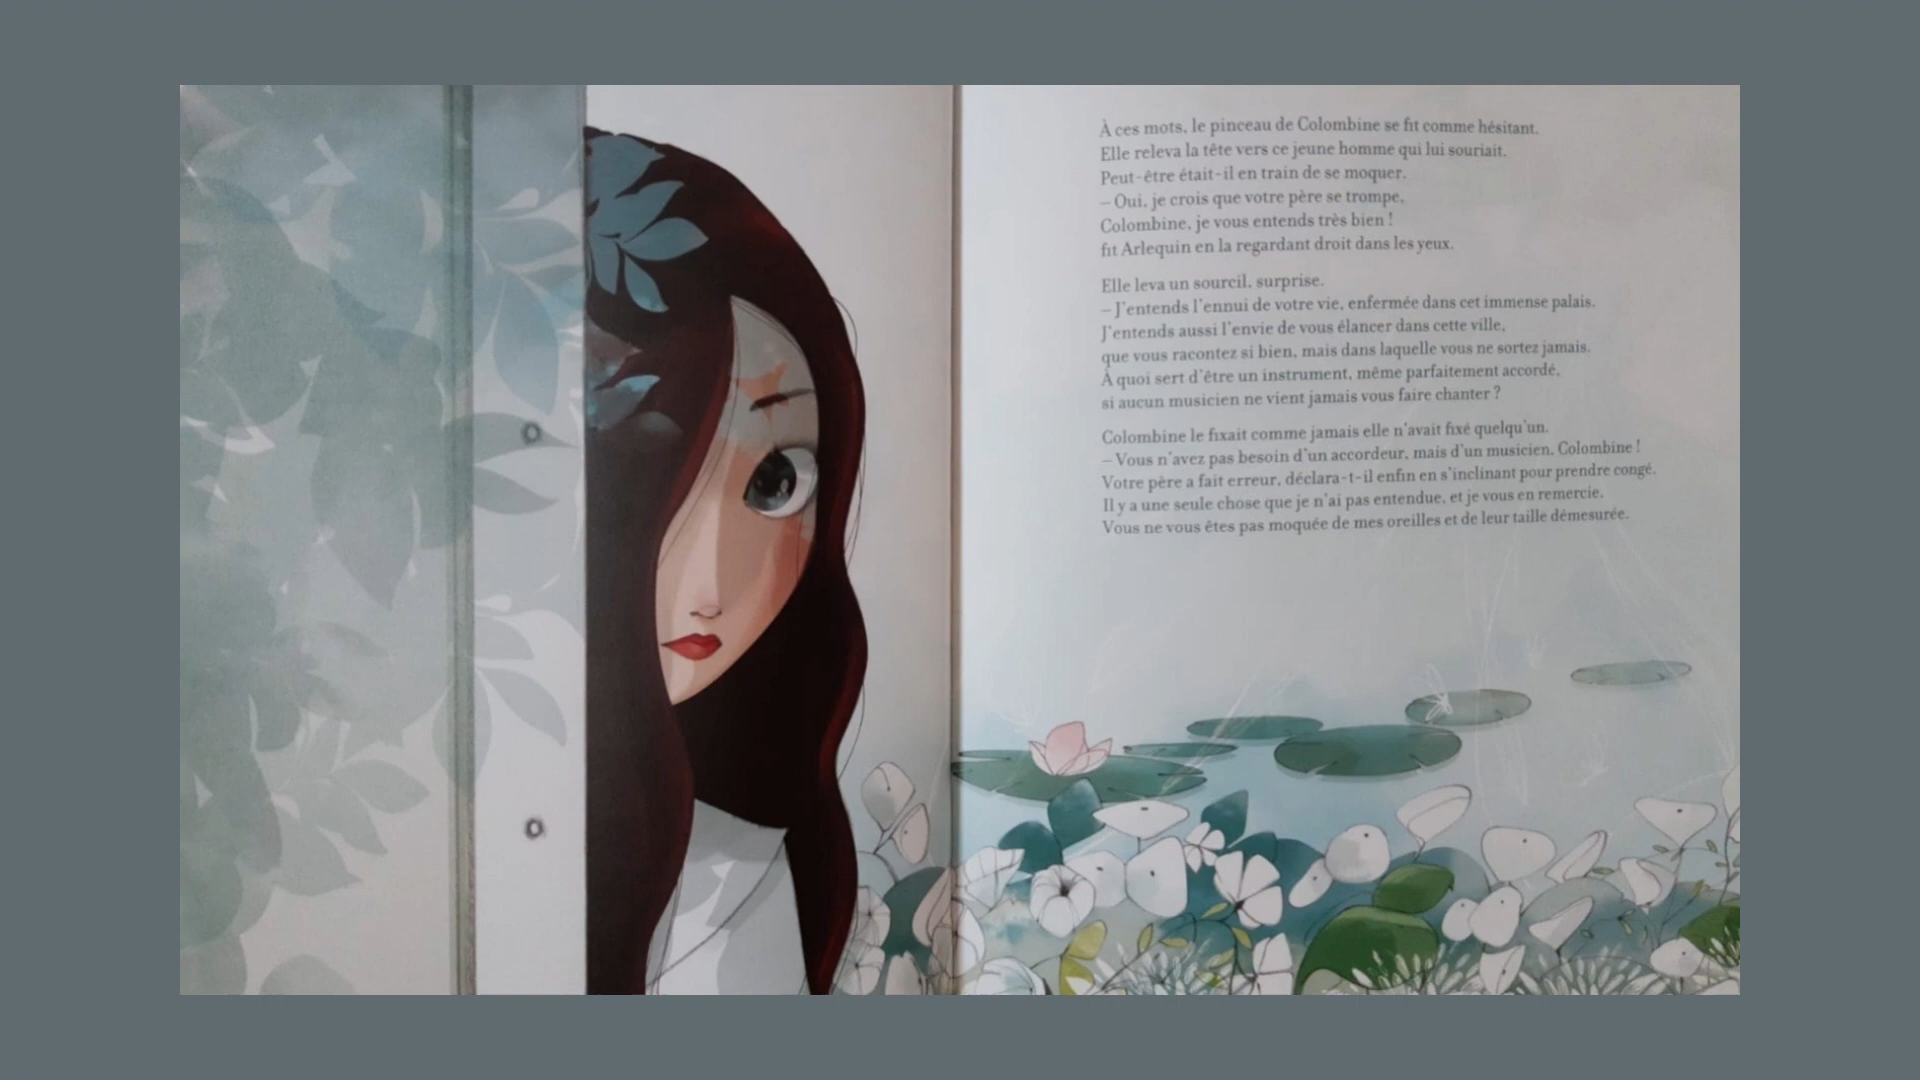 À ces mots, le pinceau de Colombine se fit comme hésitant.
Elle releva la tête vers ce jeune homme qui lui souriait.
Peut-être était-il en train de se moquer.
– Oui, je crois que votre père se trompe,
Colombine, je vous entends très bien !
fit Arlequin en la regardant droit dans les yeux.
Elle leva un sourcil, surprise.
– J'entends l'ennui de votre vie, enfermée dans cet immense palais.
J'entends aussi l'envie de vous élancer dans cette ville,
que vous racontez si bien, mais dans laquelle vous ne sortez jamais.
À quoi sert d'être un instrument, même parfaitement accordé,
si aucun musicien ne vient jamais vous faire chanter ?
Colombine le fixait comme jamais elle n'avait fixé quelqu'un.
– Vous n'avez pas besoin d'un accordeur, mais d'un musicien, Colombine !
Votre père a fait erreur, déclara-t-il enfin en s'inclinant pour prendre congé.
Il y a une seule chose que je n'ai pas entendue, et je vous en remercie.
Vous ne vous êtes pas moquée de mes oreilles et de leur taille démesurée.